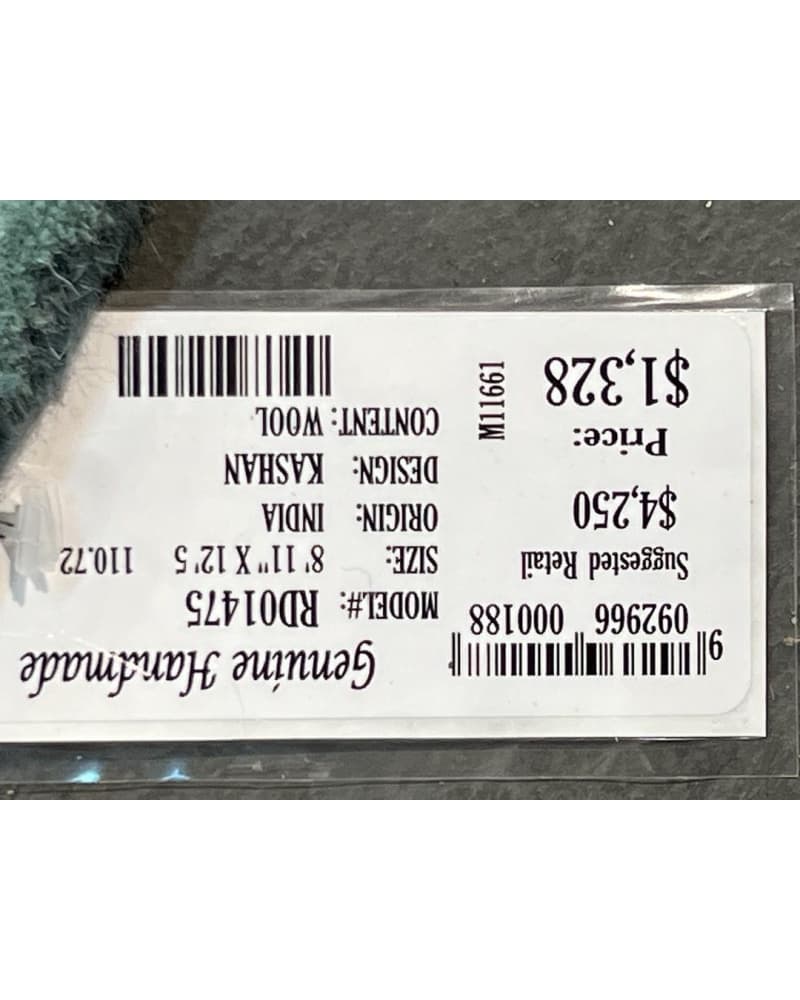 9 092966 000188
Suggested Retail
$4,250
Price:
$1,328
M11661
Genuine Handmade
MODEL#: RD01475
SIZE: 8' 11" X 12' 5 110.72
ORIGIN: INDIA
DESIGN: KASHAN
CONTENT: WOOL